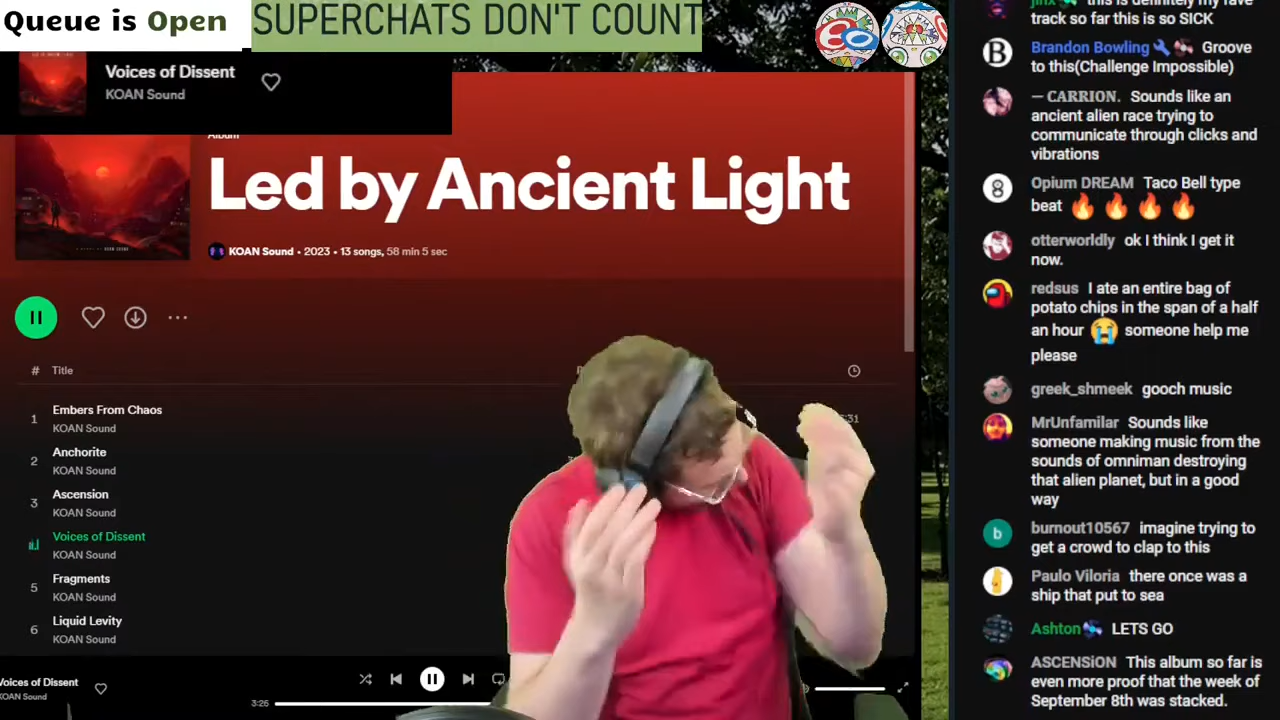 Queue is Open
SUPERCHATS DON'T COUNT
Voices of Dissent
KOAN Sound
Album
Led by Ancient Light
KOAN Sound • 2023 • 13 songs, 58 min 5 sec
# Title
1 Embers From Chaos
KOAN Sound
2 Anchorite
KOAN Sound
3 Ascension
KOAN Sound
Voices of Dissent
KOAN Sound
5 Fragments
KOAN Sound
6 Liquid Levity
KOAN Sound
Voices of Dissent
KOAN Sound
3:26
jinx this is definitely my fave
track so far this is so SICK
B
Brandon Bowling Groove
to this(Challenge Impossible)
— CARRION. Sounds like an
ancient alien race trying to
communicate through clicks and
vibrations
8
Opium DREAM Taco Bell type
beat 🔥 🔥 🔥 🔥
otterworldly ok I think I get it
now.
redsus I ate an entire bag of
potato chips in the span of a half
an hour 😭 someone help me
please
greek_shmeek gooch music
MrUnfamilar Sounds like
someone making music from the
sounds of omniman destroying
that alien planet, but in a good
way
b
burnout10567 imagine trying to
get a crowd to clap to this
Paulo Viloria there once was a
ship that put to sea
Ashton LETS GO
ASCENSiON This album so far is
even more proof that the week of
September 8th was stacked.